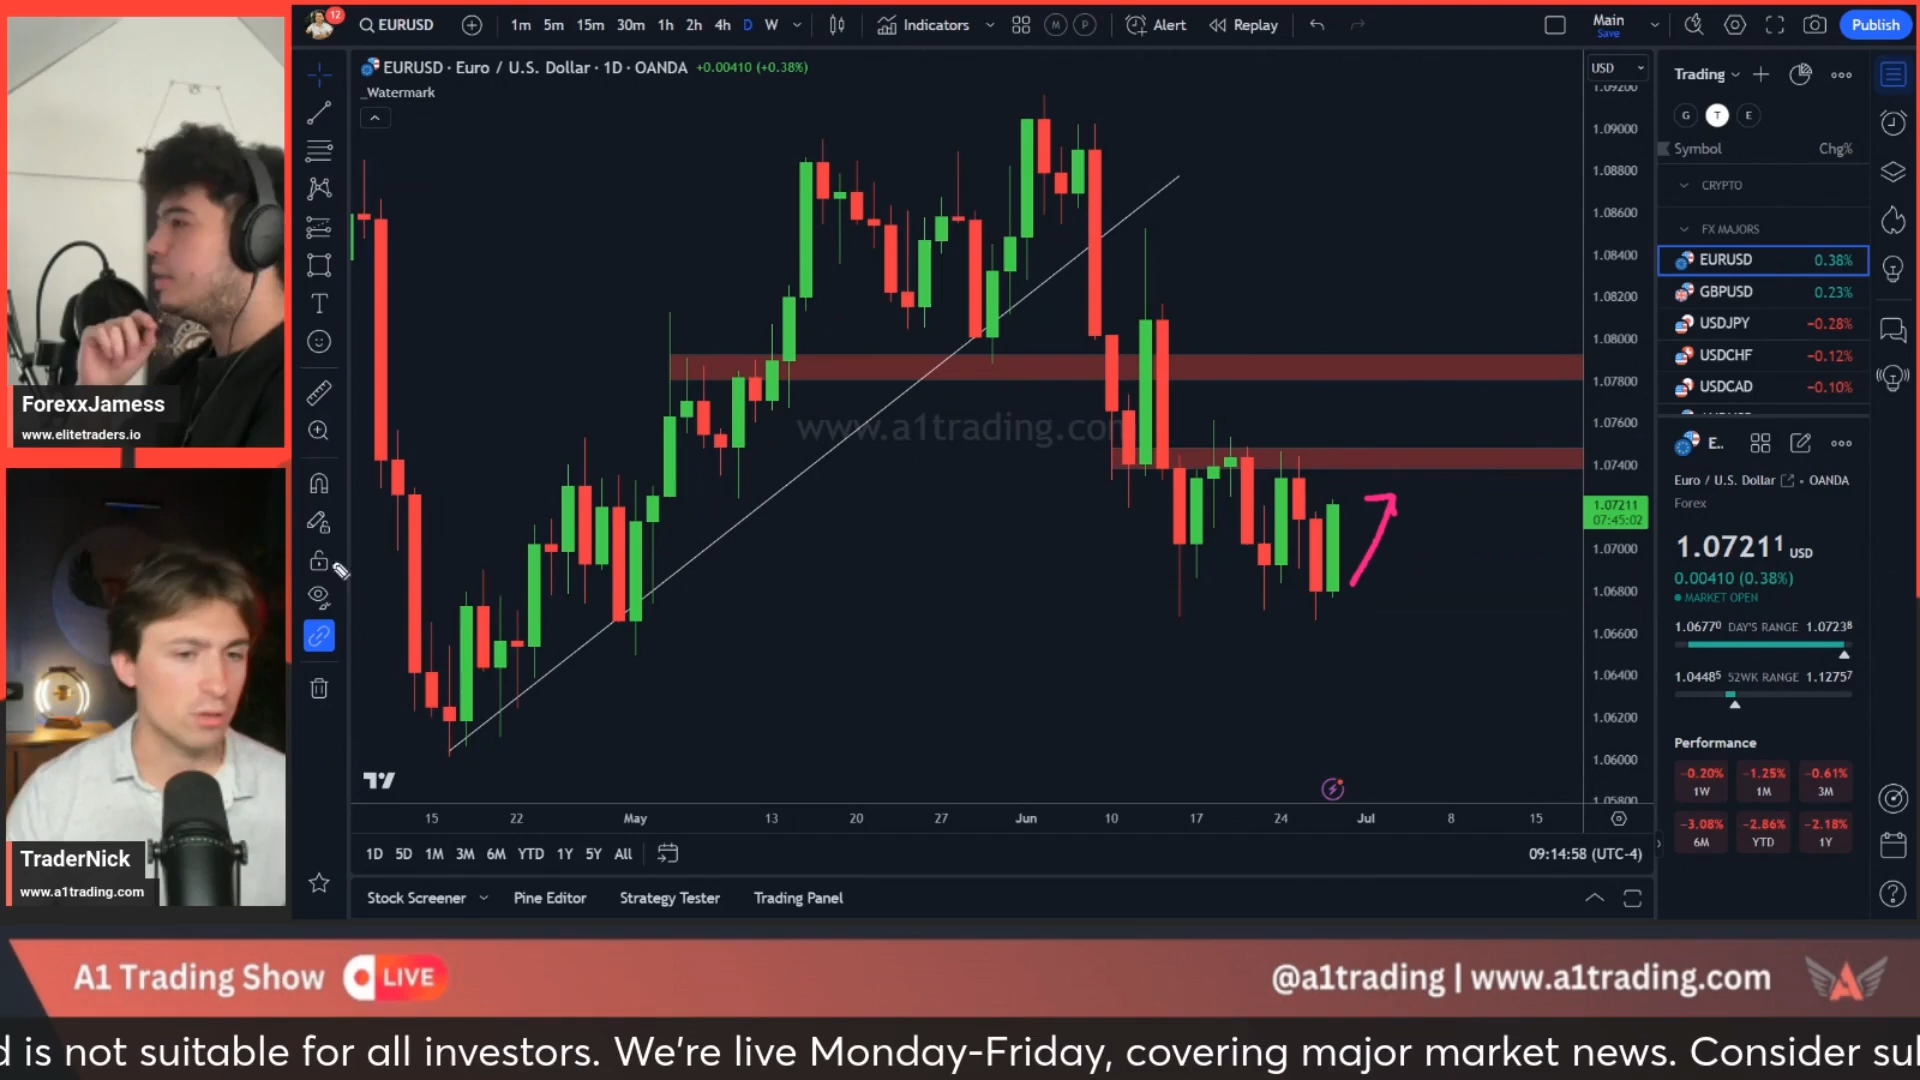 12
EURUSD
1m 5m 15m 30m 1h 2h 4h D W
Indicators
M P
Alert
Replay
Main
Save
Publish
EURUSD · Euro / U.S. Dollar · 1D · OANDA +0.00410 (+0.38%)
_Watermark
USD
1.09200
1.09000
1.08800
1.08600
1.08400
1.08200
1.08000
1.07800
1.07600
1.07400
1.07211
07:45:02
1.07000
1.06800
1.06600
1.06400
1.06200
1.06000
1.05800
www.a1trading.com
15 22 May 13 20 27 Jun 10 17 24 Jul 8 15
1D 5D 1M 3M 6M YTD 1Y 5Y All
09:14:58 (UTC-4)
Stock Screener Pine Editor Strategy Tester Trading Panel
Trading
G T E
Symbol Chg%
CRYPTO
FX MAJORS
EURUSD 0.38%
GBPUSD 0.23%
USDJPY −0.28%
USDCHF −0.12%
USDCAD −0.10%
E..
Euro / U.S. Dollar • OANDA
Forex
1.07211 USD
0.00410 (0.38%)
MARKET OPEN
1.06770 DAY'S RANGE 1.07238
1.04485 52WK RANGE 1.12757
Performance
−0.20% −1.25% −0.61%
1W 1M 3M
−3.08% −2.86% −2.18%
6M YTD 1Y
ForexxJamess
www.elitetraders.io
TraderNick
www.a1trading.com
A1 Trading Show LIVE
@a1trading | www.a1trading.com
d is not suitable for all investors. We're live Monday-Friday, covering major market news. Consider sul